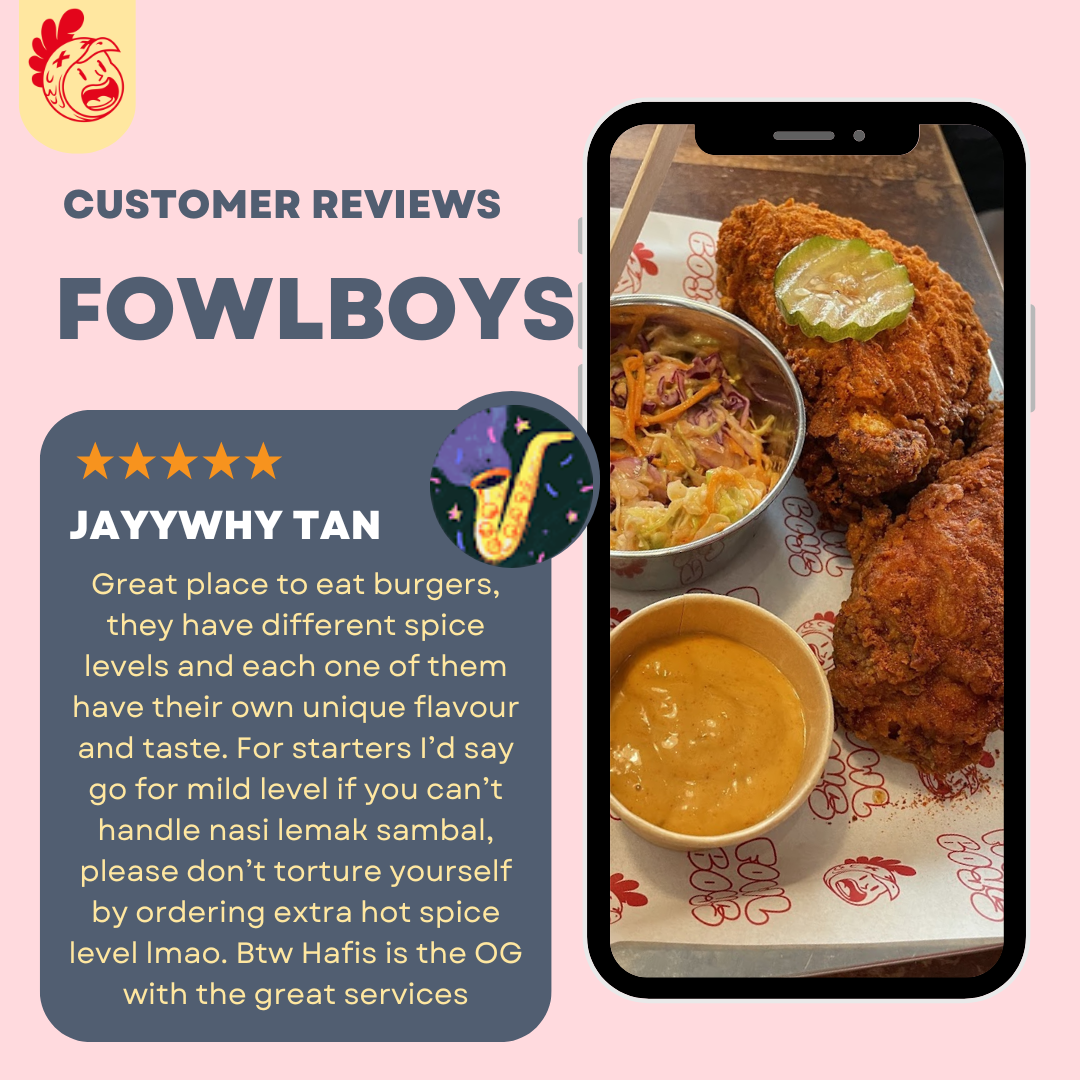 CUSTOMER REVIEWS
FOWLBOYS
JAYYWHY TAN
Great place to eat burgers,
they have different spice
levels and each one of them
have their own unique flavour
and taste. For starters I’d say
go for mild level if you can’t
handle nasi lemak sambal,
please don’t torture yourself
by ordering extra hot spice
level lmao. Btw Hafis is the OG
with the great services
FOWL
BOYS